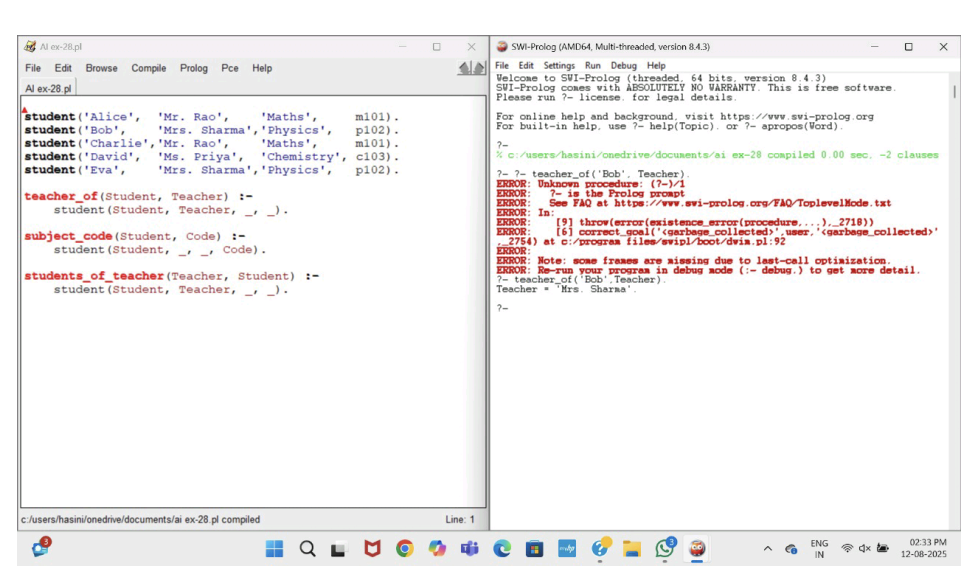 AI ex-28.pl
File Edit Browse Compile Prolog Pce Help
AI ex-28.pl
student('Alice', 'Mr. Rao', 'Maths', m101).
student('Bob', 'Mrs. Sharma','Physics', p102).
student('Charlie','Mr. Rao', 'Maths', m101).
student('David', 'Ms. Priya', 'Chemistry', c103).
student('Eva', 'Mrs. Sharma','Physics', p102).
teacher_of(Student, Teacher) :-
student(Student, Teacher, _, _).
subject_code(Student, Code) :-
student(Student, _, _, Code).
students_of_teacher(Teacher, Student) :-
student(Student, Teacher, _, _).
c:/users/hasini/onedrive/documents/ai ex-28.pl compiled
Line: 1
SWI-Prolog (AMD64, Multi-threaded, version 8.4.3)
File Edit Settings Run Debug Help
Welcome to SWI-Prolog (threaded, 64 bits, version 8.4.3)
SWI-Prolog comes with ABSOLUTELY NO WARRANTY. This is free software.
Please run ?- license. for legal details.
For online help and background, visit https://www.swi-prolog.org
For built-in help, use ?- help(Topic). or ?- apropos(Word).
?-
% c:/users/hasini/onedrive/documents/ai ex-28 compiled 0.00 sec, -2 clauses
?- ?- teacher_of('Bob', Teacher).
ERROR: Unknown procedure: (?-)/1
ERROR: ?- is the Prolog prompt
ERROR: See FAQ at https://www.swi-prolog.org/FAQ/ToplevelMode.txt
ERROR: In:
ERROR: [9] throw(error(existence_error(procedure,...),_2718))
ERROR: [6] correct_goal('<garbage_collected>',user,'<garbage_collected>'
,_2754) at c:/program files/swipl/boot/dwim.pl:92
ERROR:
ERROR: Note: some frames are missing due to last-call optimization.
ERROR: Re-run your program in debug mode (:- debug.) to get more detail.
?- teacher_of('Bob',Teacher).
Teacher = 'Mrs. Sharma'.
?-
3
3
ENG
IN
02:33 PM
12-08-2025